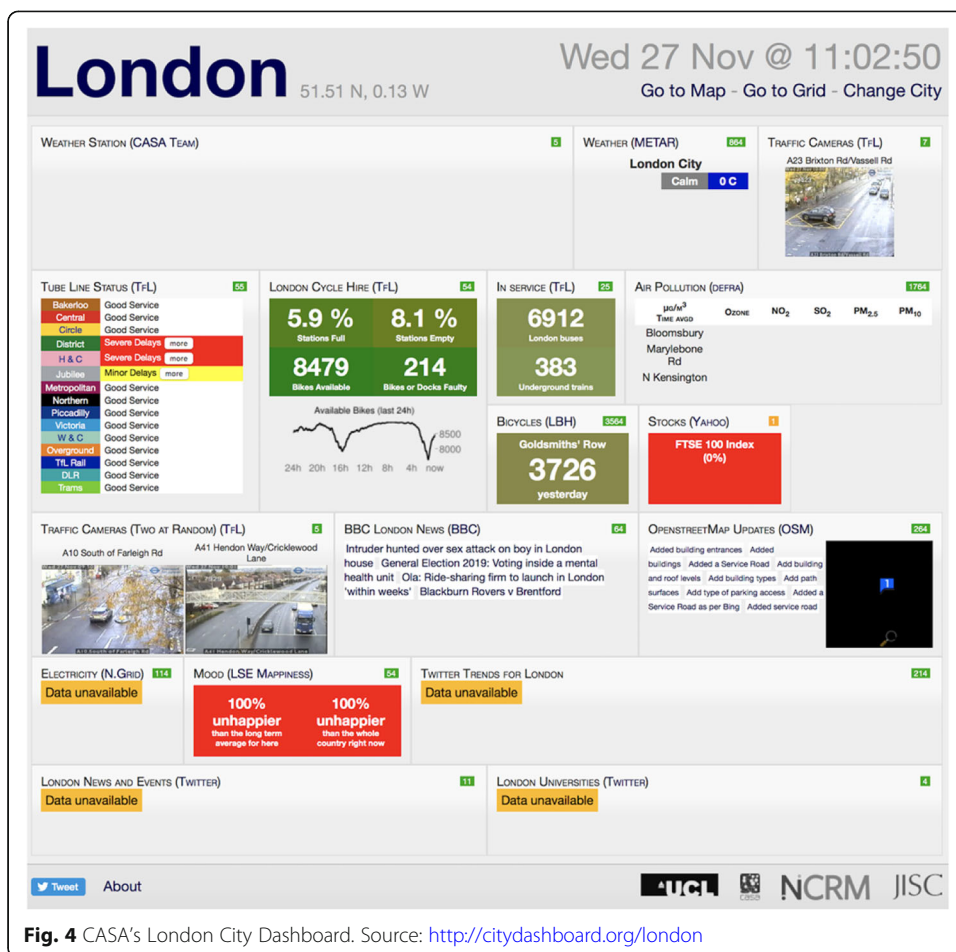 London 51.51 N, 0.13 W
Wed 27 Nov @ 11:02:50
Go to Map - Go to Grid - Change City
Weather Station (CASA Team) 5
Weather (METAR) 864
London City
Calm 0 C
Traffic Cameras (TfL) 7
A23 Brixton Rd/Vassell Rd
A23 Brixton Rd/Vassell Rd
Tube Line Status (TfL) 55
Bakerloo Good Service
Central Good Service
Circle Good Service
District Severe Delays more
H & C Severe Delays more
Jubilee Minor Delays more
Metropolitan Good Service
Northern Good Service
Piccadilly Good Service
Victoria Good Service
W & C Good Service
Overground Good Service
TfL Rail Good Service
DLR Good Service
Trams Good Service
London Cycle Hire (TfL) 54
5.9 % 8.1 %
Stations Full Stations Empty
8479 214
Bikes Available Bikes or Docks Faulty
Available Bikes (last 24h)
8500
8000
24h 20h 16h 12h 8h 4h now
In service (TfL) 25
6912
London buses
383
Underground trains
Air Pollution (DEFRA) 1764
µg/m³
Time avgd Ozone NO2 SO2 PM2.5 PM10
Bloomsbury
Marylebone
Rd
N Kensington
Bicycles (LBH) 3564
Goldsmiths' Row
3726
yesterday
Stocks (Yahoo) 1
FTSE 100 Index
(0%)
Traffic Cameras (Two at Random) (TfL) 5
A10 South of Farleigh Rd
A41 Hendon Way/Cricklewood
Lane
A10 South of Farleigh Rd
A41 Hendon Way/Cricklewood Lane
BBC London News (BBC) 64
Intruder hunted over sex attack on boy in London
house General Election 2019: Voting inside a mental
health unit Ola: Ride-sharing firm to launch in London
'within weeks' Blackburn Rovers v Brentford
OpenstreetMap Updates (OSM) 264
Added building entrances Added
buildings Added a Service Road Add building
and roof levels Add building types Add path
surfaces Add type of parking access Added a
Service Road as per Bing Added service road
1
Electricity (N.Grid) 114
Data unavailable
Mood (LSE Mappiness) 54
100% 100%
unhappier unhappier
than the long term than the whole
average for here country right now
Twitter Trends for London 214
Data unavailable
London News and Events (Twitter) 11
Data unavailable
London Universities (Twitter) 4
Data unavailable
Tweet About
UCL casa NCRM JISC
Fig. 4 CASA's London City Dashboard. Source: http://citydashboard.org/london